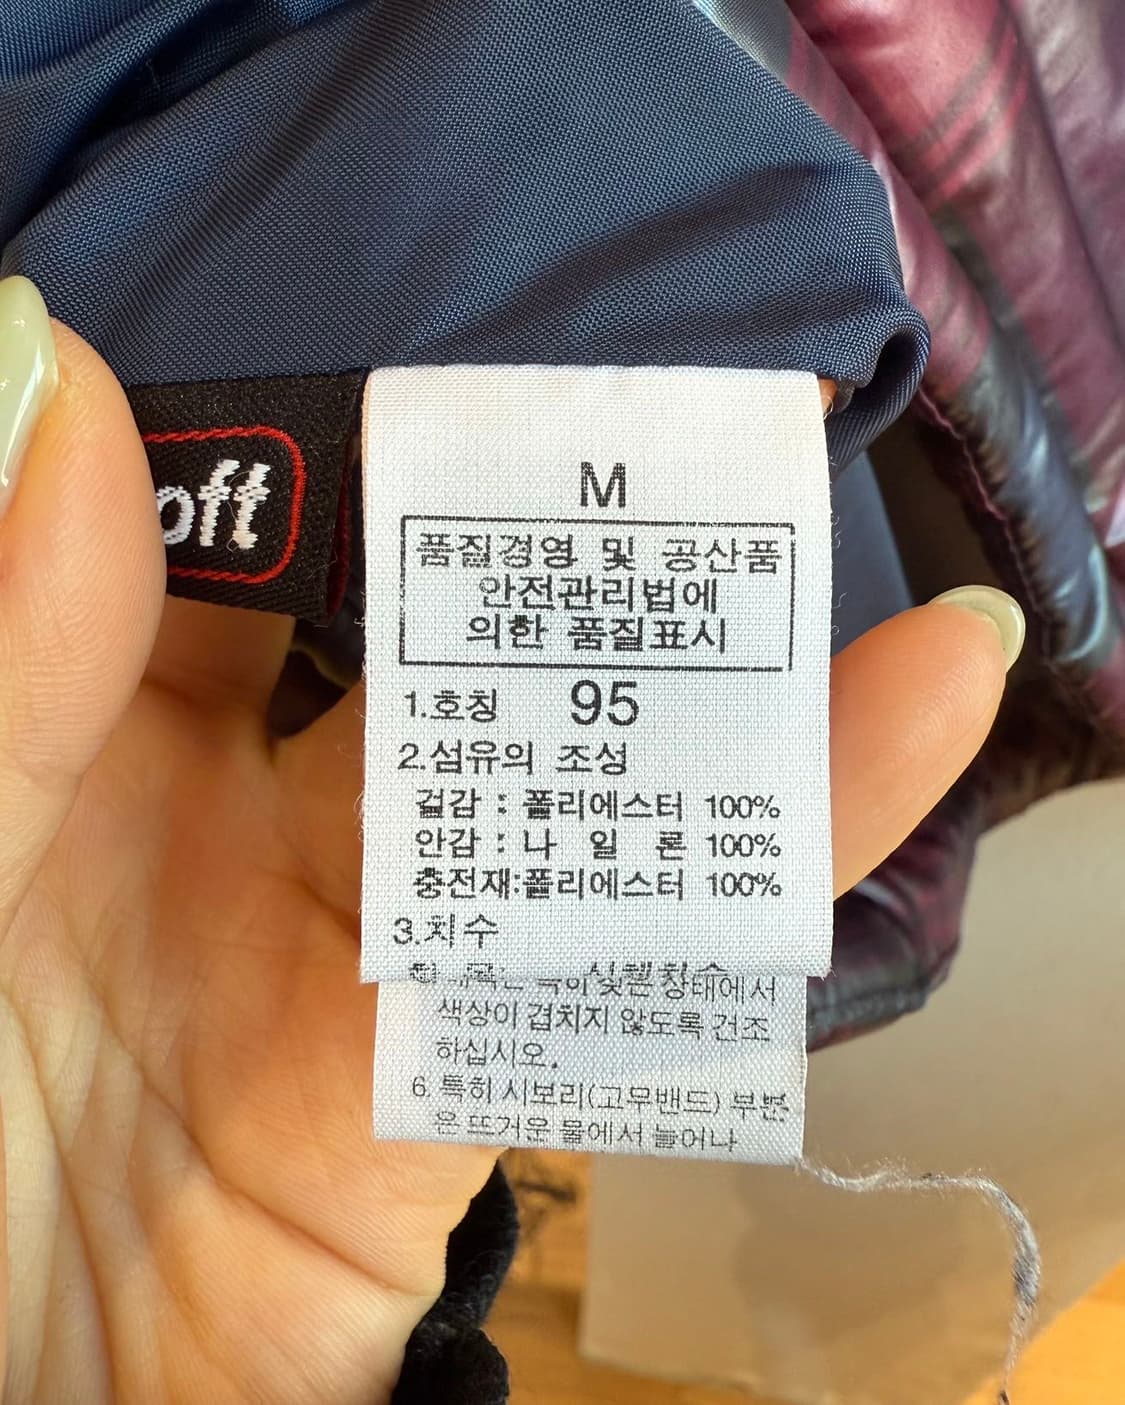 oft
M
품질경영 및 공산품
안전관리법에
의한 품질표시
1.호칭 95
2.섬유의 조성
겉감 : 폴리에스터 100%
안감 : 나 일 론 100%
충전재:폴리에스터 100%
3.치수
상태에서
색상이 겹치지 않도록 건조
하십시오.
6. 특히 시보리(고무밴드) 부분
은 뜨거운 물에서 늘어나